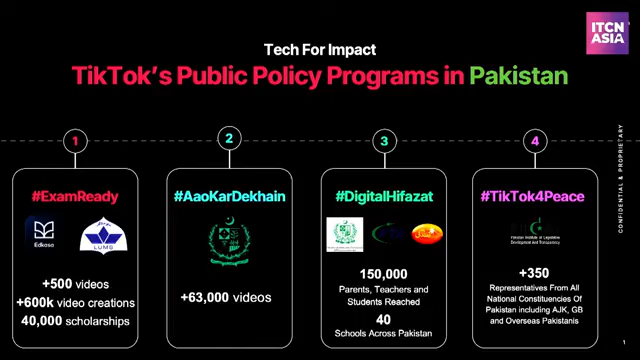 ITCN
ASIA
Tech For Impact
TikTok's Public Policy Programs in Pakistan
1
2
3
4
#ExamReady
Edkasa
LUMS
+500 videos
+600k video creations
40,000 scholarships
#AaoKarDekhain
+63,000 videos
#DigitalHifazat
150,000
Parents, Teachers and
Students Reached
40
Schools Across Pakistan
#TikTok4Peace
Pakistan Institute of Legislative
Development And Transparency
+350
Representatives From All
National Constituencies Of
Pakistan including AJK, GB
and Overseas Pakistanis
CONFIDENTIAL & PROPRIETARY
1